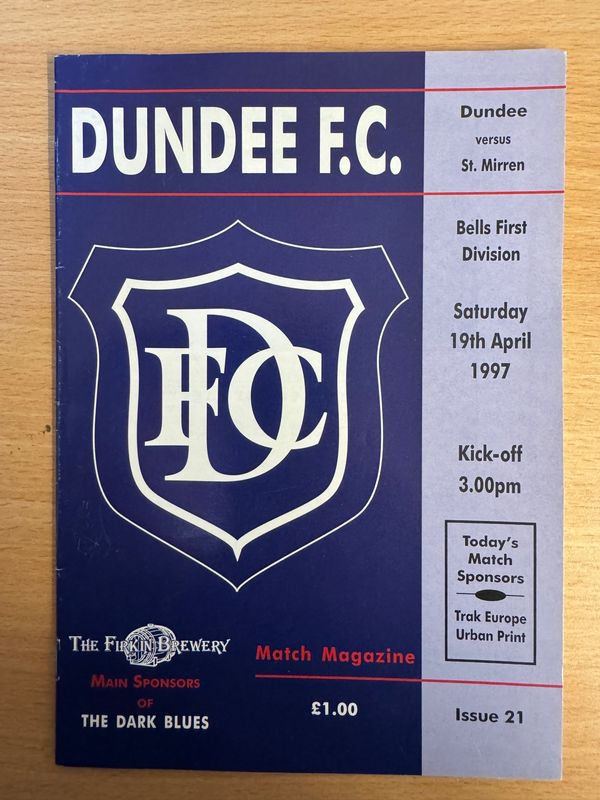 DUNDEE F.C.
Dundee
versus
St. Mirren
Bells First
Division
Saturday
19th April
1997
Kick-off
3.00pm
DFC
Today's
Match
Sponsors
Trak Europe
Urban Print
THE FIRKIN BREWERY
MAIN SPONSORS
OF
THE DARK BLUES
Match Magazine
£1.00
Issue 21